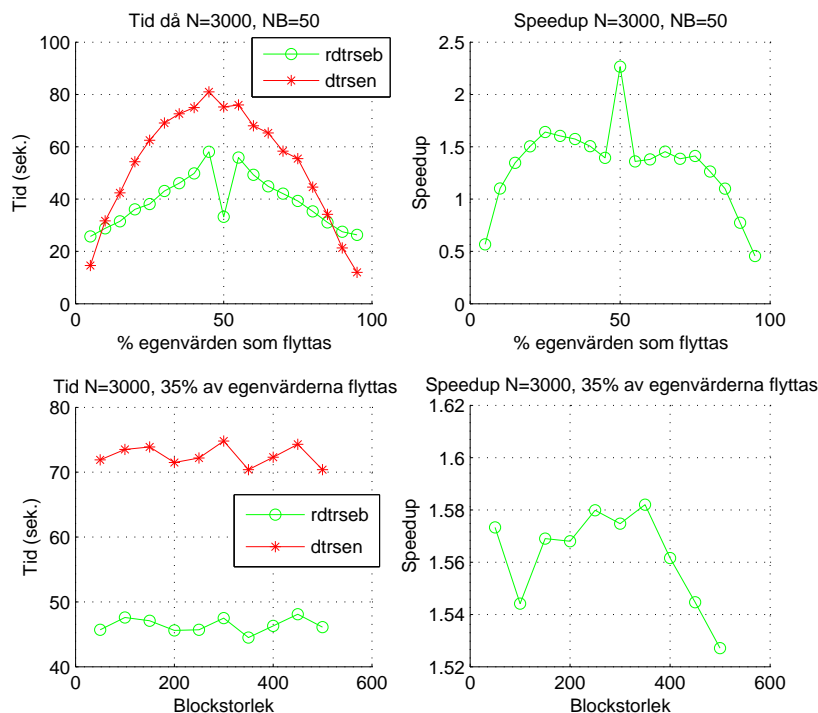 Tid då N=3000, NB=50
100
80
60
40
20
0
0
50
100
Tid (sek.)
% egenvärden som flyttas
rdtrseb
dtrsen
Speedup N=3000, NB=50
2.5
2
1.5
1
0.5
0
0
50
100
Speedup
% egenvärden som flyttas
Tid N=3000, 35% av egenvärderna flyttas
80
70
60
50
40
0
200
400
600
Tid (sek.)
Blockstorlek
rdtrseb
dtrsen
Speedup N=3000, 35% av egenvärderna flyttas
1.62
1.6
1.58
1.56
1.54
1.52
0
200
400
600
Speedup
Blockstorlek